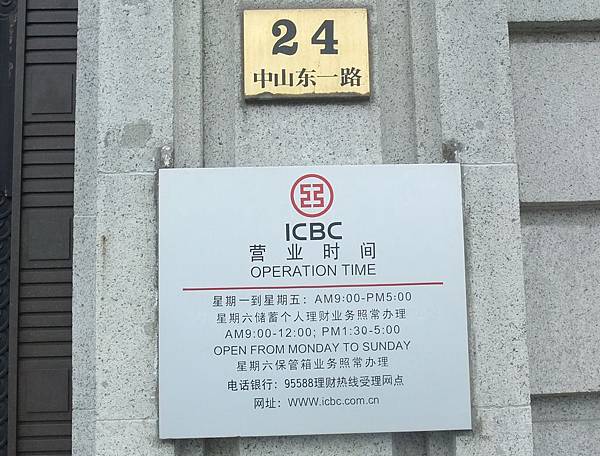 24
中山东一路
ICBC
营业时间
OPERATION TIME
星期一到星期五：AM9:00-PM5:00
星期六储蓄个人理财业务照常办理
AM9:00-12:00; PM1:30-5:00
OPEN FROM MONDAY TO SUNDAY
星期六保管箱业务照常办理
电话银行：95588理财热线受理网点
网址：WWW.icbc.com.cn